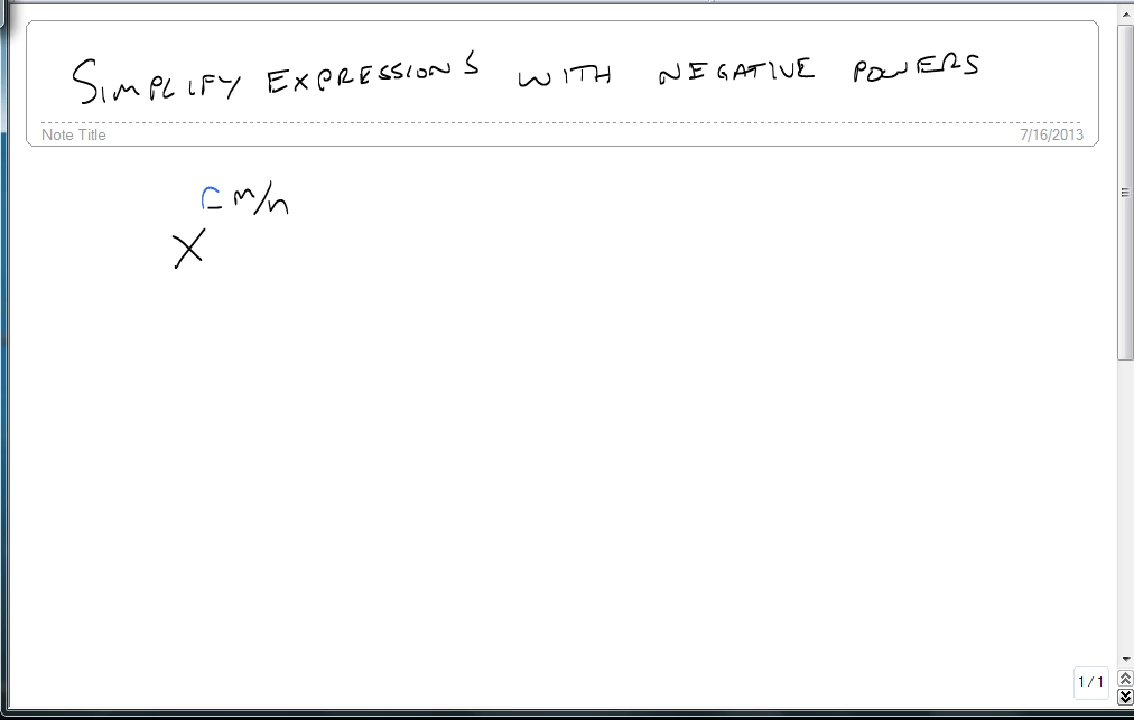 SIMPLIFY EXPRESSIONS WITH NEGATIVE POWERS
Note Title
7/16/2013
- m/n
X
1 / 1